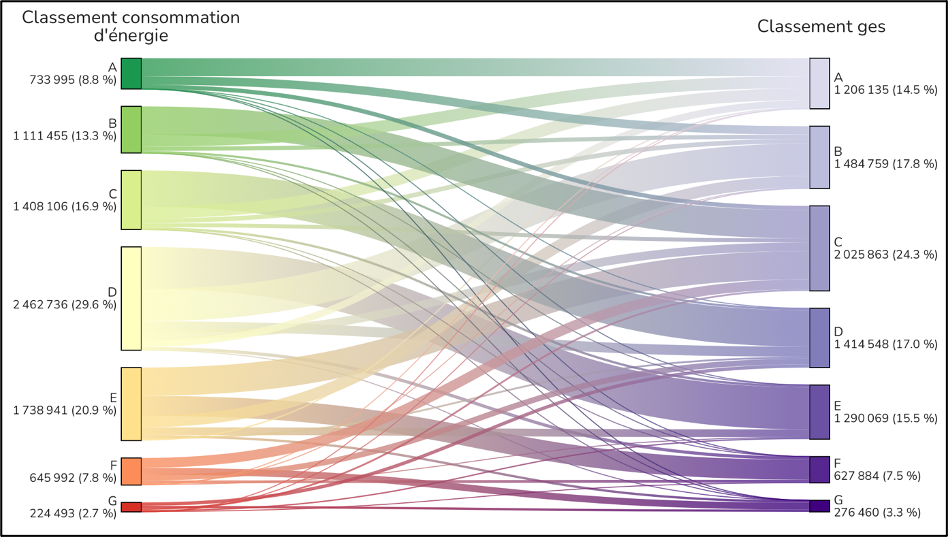 Classement consommation
d'énergie
A
733 995 (8.8 %)
B
1 111 455 (13.3 %)
C
1 408 106 (16.9 %)
D
2 462 736 (29.6 %)
E
1 738 941 (20.9 %)
F
645 992 (7.8 %)
G
224 493 (2.7 %)
Classement ges
A
1 206 135 (14.5 %)
B
1 484 759 (17.8 %)
C
2 025 863 (24.3 %)
D
1 414 548 (17.0 %)
E
1 290 069 (15.5 %)
F
627 884 (7.5 %)
G
276 460 (3.3 %)